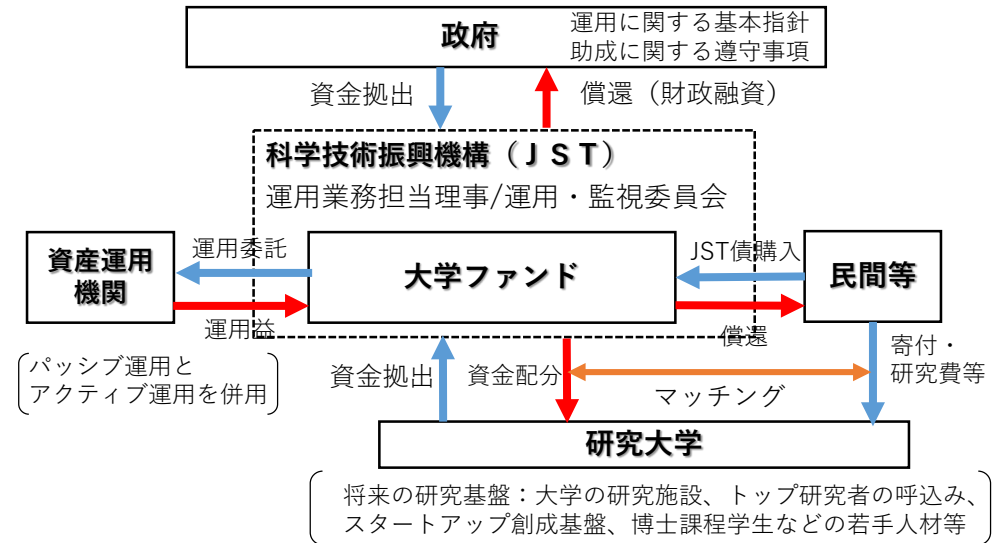 政府
運用に関する基本指針
助成に関する遵守事項
資金拠出
償還（財政融資）
科学技術振興機構（ＪＳＴ）
運用業務担当理事/運用・監視委員会
資産運用
機関
運用委託
運用益
大学ファンド
JST債購入
償還
民間等
パッシブ運用と
アクティブ運用を併用
資金拠出
資金配分
マッチング
寄付・
研究費等
研究大学
将来の研究基盤：大学の研究施設、トップ研究者の呼込み、
スタートアップ創成基盤、博士課程学生などの若手人材等